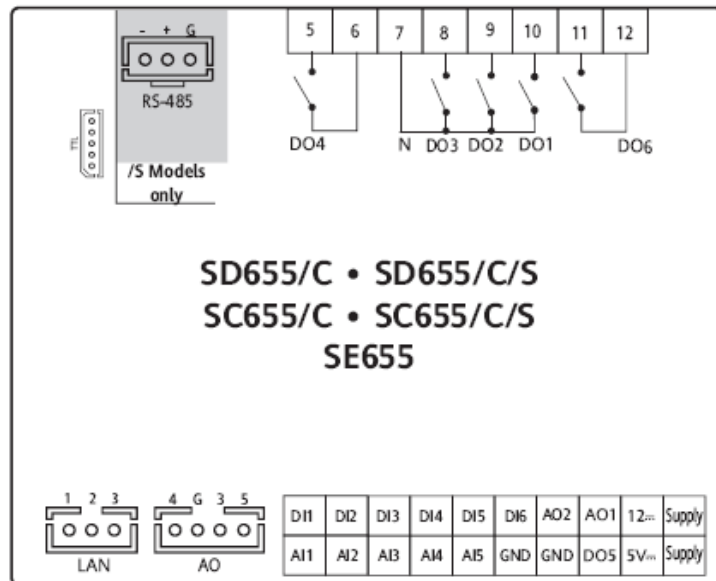 - + G
RS-485
TTL
/S Models
only
5 6 7 8 9 10 11 12
DO4 N DO3 DO2 DO1 DO6
SD655/C • SD655/C/S
SC655/C • SC655/C/S
SE655
1 2 3
LAN
4 G 3 5
AO
DI1 DI2 DI3 DI4 DI5 DI6 AO2 AO1 12⎓ Supply
AI1 AI2 AI3 AI4 AI5 GND GND DO5 5V⎓ Supply